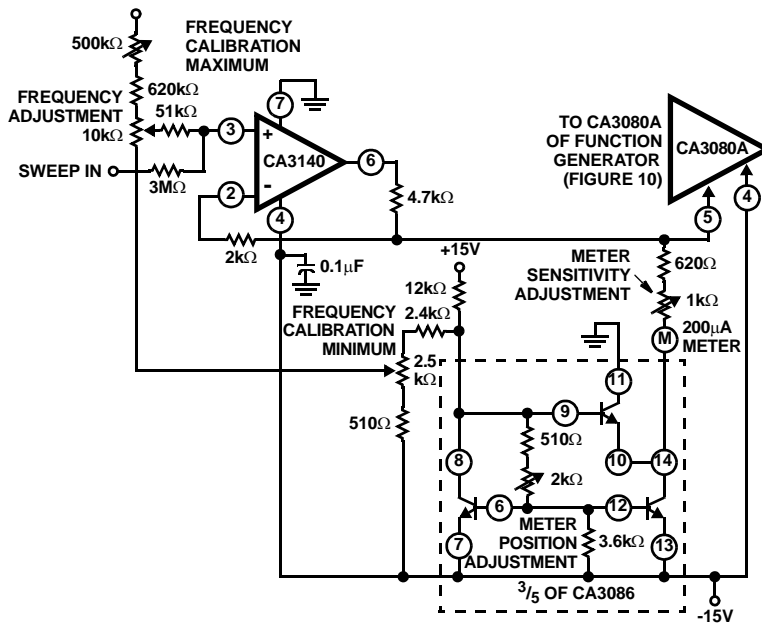 500kΩ
FREQUENCY
CALIBRATION
MAXIMUM
620kΩ
FREQUENCY
ADJUSTMENT
10kΩ
51kΩ
SWEEP IN
3MΩ
7
3
+
CA3140
6
2
-
4
4.7kΩ
2kΩ
0.1μF
TO CA3080A
OF FUNCTION
GENERATOR
(FIGURE 10)
CA3080A
4
5
+15V
12kΩ
2.4kΩ
FREQUENCY
CALIBRATION
MINIMUM
2.5
kΩ
510Ω
METER
SENSITIVITY
ADJUSTMENT
620Ω
1kΩ
M
200μA
METER
11
9
510Ω
10
14
8
2kΩ
6
12
7
METER
POSITION
ADJUSTMENT
3.6kΩ
13
3/5 OF CA3086
-15V